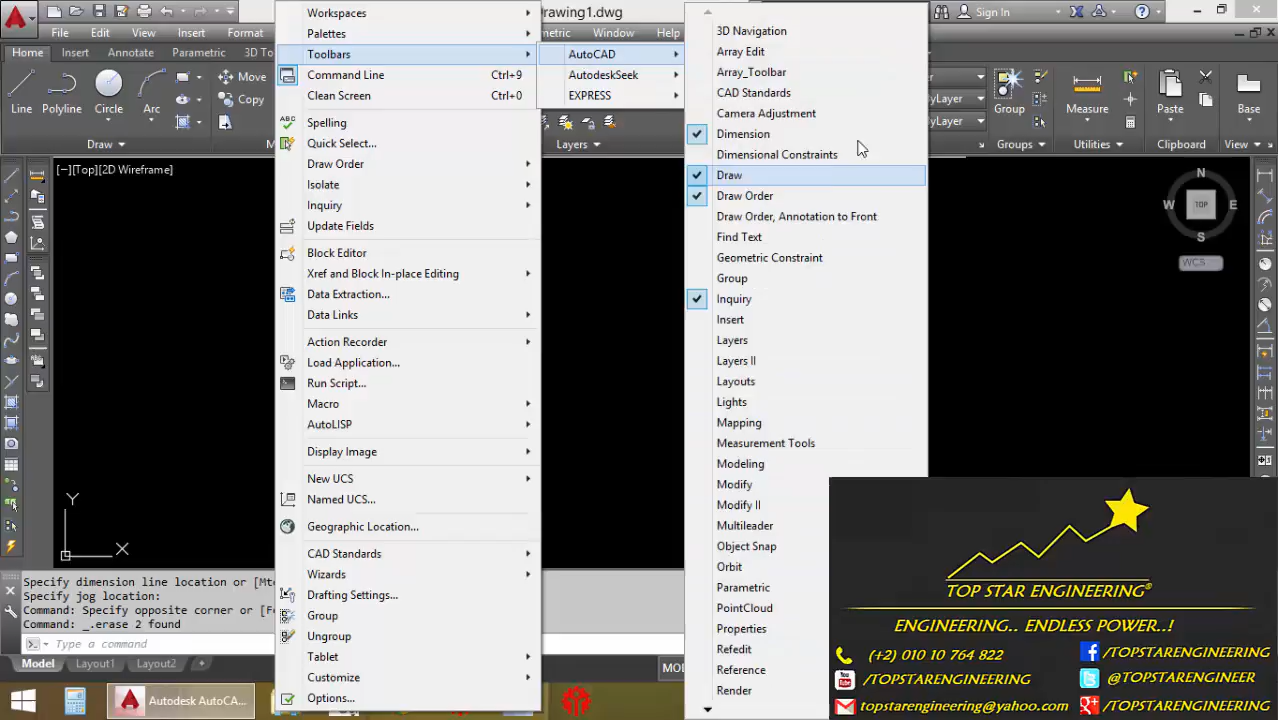 Drawing1.dwg
Sign In
File
Edit
View
Insert
Format
metric
Window
Help
Home
Insert
Annotate
Parametric
3D To
Line
Polyline
Circle
Arc
Move
Copy
Draw
Layers
ByLayer
ByLayer
Group
Groups
Measure
Utilities
Paste
Clipboard
Base
View
[−][Top][2D Wireframe]
N
W
TOP
E
S
WCS
Y
X
Workspaces
Palettes
Toolbars
Command Line Ctrl+9
Clean Screen Ctrl+0
Spelling
Quick Select...
Draw Order
Isolate
Inquiry
Update Fields
Block Editor
Xref and Block In-place Editing
Data Extraction...
Data Links
Action Recorder
Load Application...
Run Script...
Macro
AutoLISP
Display Image
New UCS
Named UCS...
Geographic Location...
CAD Standards
Wizards
Drafting Settings...
Group
Ungroup
Tablet
Customize
Options...
AutoCAD
AutodeskSeek
EXPRESS
3D Navigation
Array Edit
Array_Toolbar
CAD Standards
Camera Adjustment
Dimension
Dimensional Constraints
Draw
Draw Order
Draw Order, Annotation to Front
Find Text
Geometric Constraint
Group
Inquiry
Insert
Layers
Layers II
Layouts
Lights
Mapping
Measurement Tools
Modeling
Modify
Modify II
Multileader
Object Snap
Orbit
Parametric
PointCloud
Properties
Refedit
Reference
Render
Specify dimension line location or [Mt
Specify jog location:
Command: Specify opposite corner or [F
Command: _.erase 2 found
Type a command
Model
Layout1
Layout2
+
MO
Autodesk AutoCA...
TOP STAR ENGINEERING®
ENGINEERING.. ENDLESS POWER..!
(+2) 010 10 764 822
/TOPSTARENGINEERING
/TOPSTARENGINEERING
@TOPSTARENGINEER
topstarengineering@yahoo.com
/TOPSTARENGINEERING